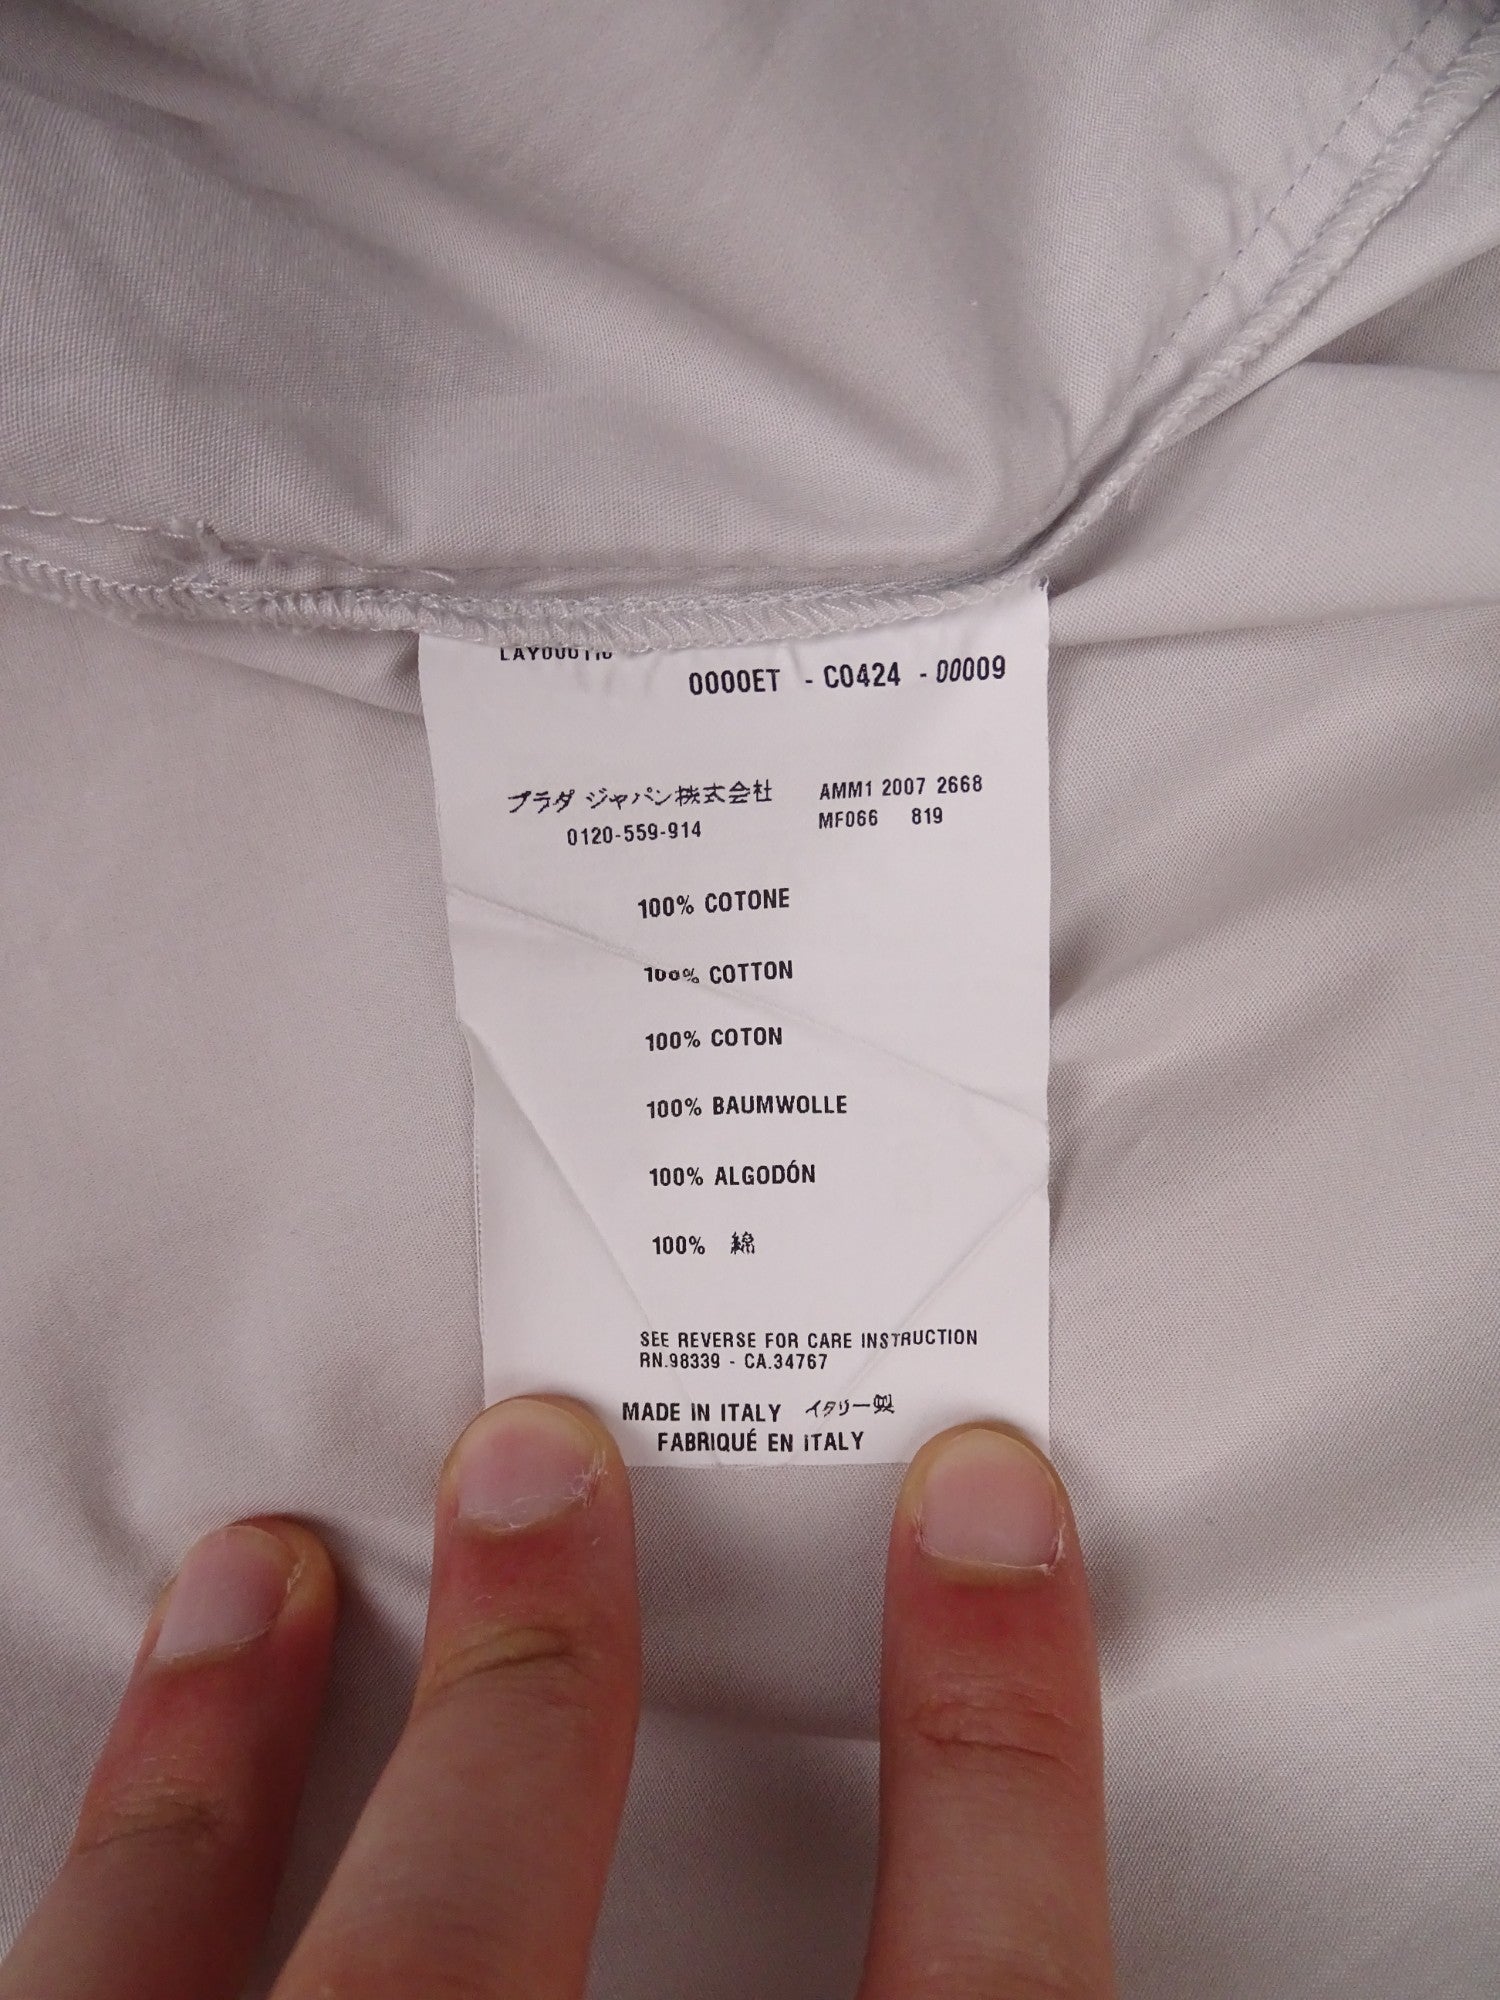 0000ET - C0424 - 00009
プラダ ジャパン株式会社 AMM1 2007 2668
0120-559-914 MF066 819
100% COTONE
100% COTTON
100% COTON
100% BAUMWOLLE
100% ALGODÓN
100% 綿
SEE REVERSE FOR CARE INSTRUCTION
RN.98339 - CA.34767
MADE IN ITALY イタリー製
FABRIQUÉ EN ITALY